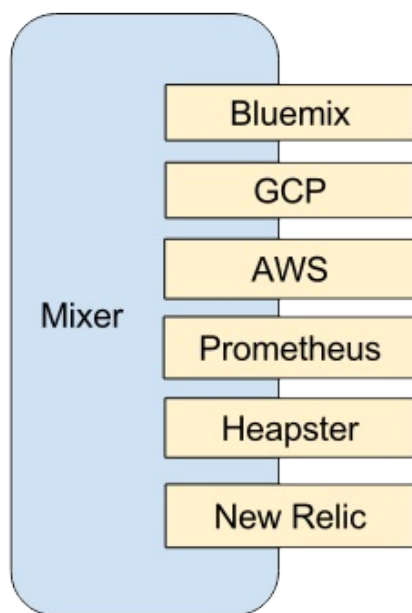 Bluemix
GCP
AWS
Mixer
Prometheus
Heapster
New Relic